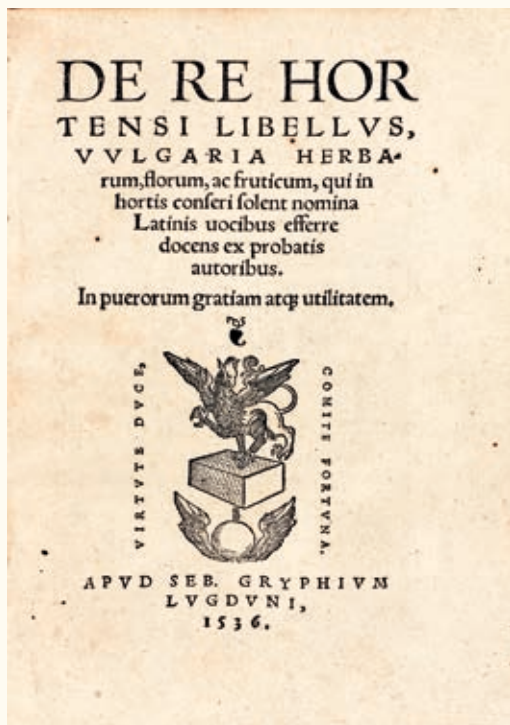 DE RE HOR
TENSI LIBELLVS,
VVLGARIA HERBA-
rum, florum, ac fruticum, qui in
hortis conſeri ſolent nomina
Latinis uocibus efferre
docens ex probatis
autoribus.
In puerorum gratiam atqꝫ utilitatem.
VIRTVTE DVCE,
COMITE FORTVNA.
APVD SEB. GRYPHIVM
LVGDVNI,
1536.